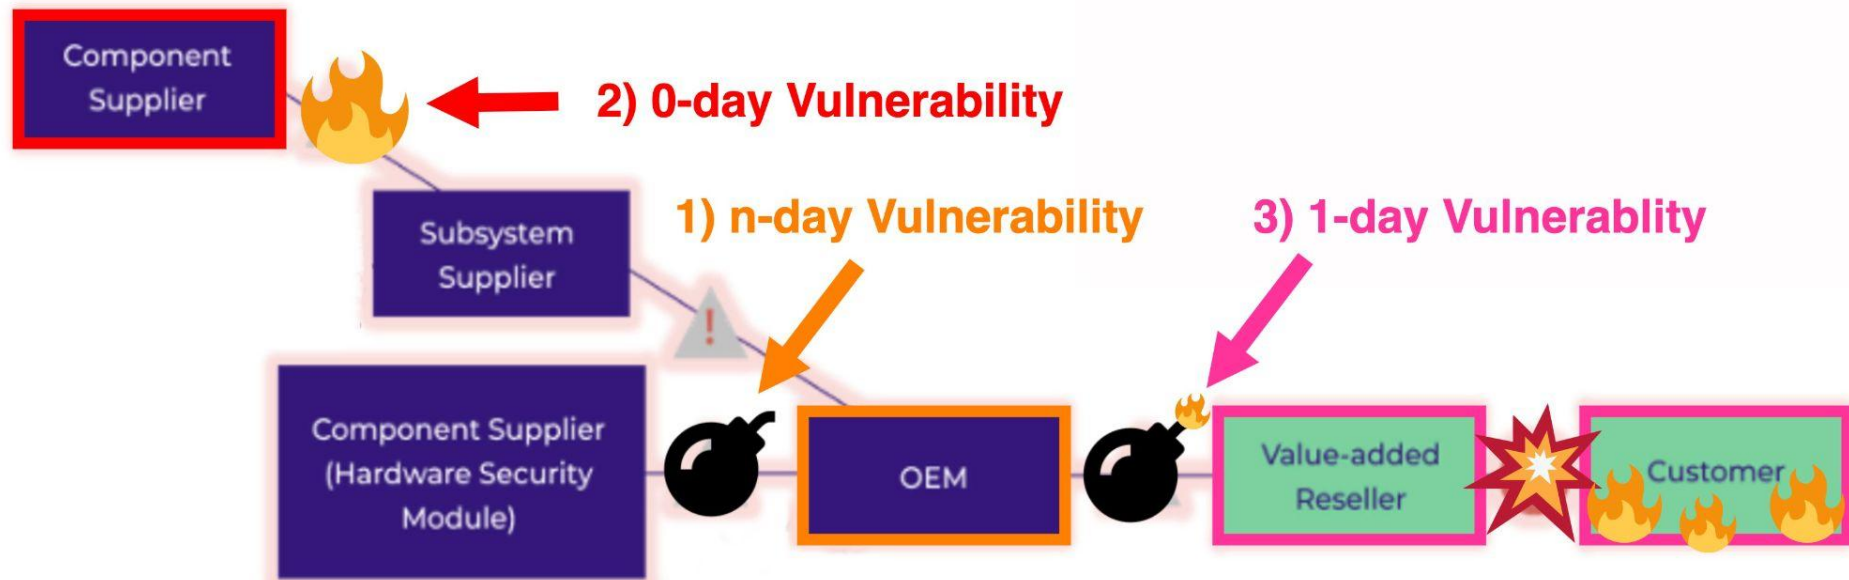 Component
Supplier
2) 0-day Vulnerability
Subsystem
Supplier
1) n-day Vulnerability
3) 1-day Vulnerablity
!
Component Supplier
(Hardware Security
Module)
OEM
Value-added
Reseller
Customer